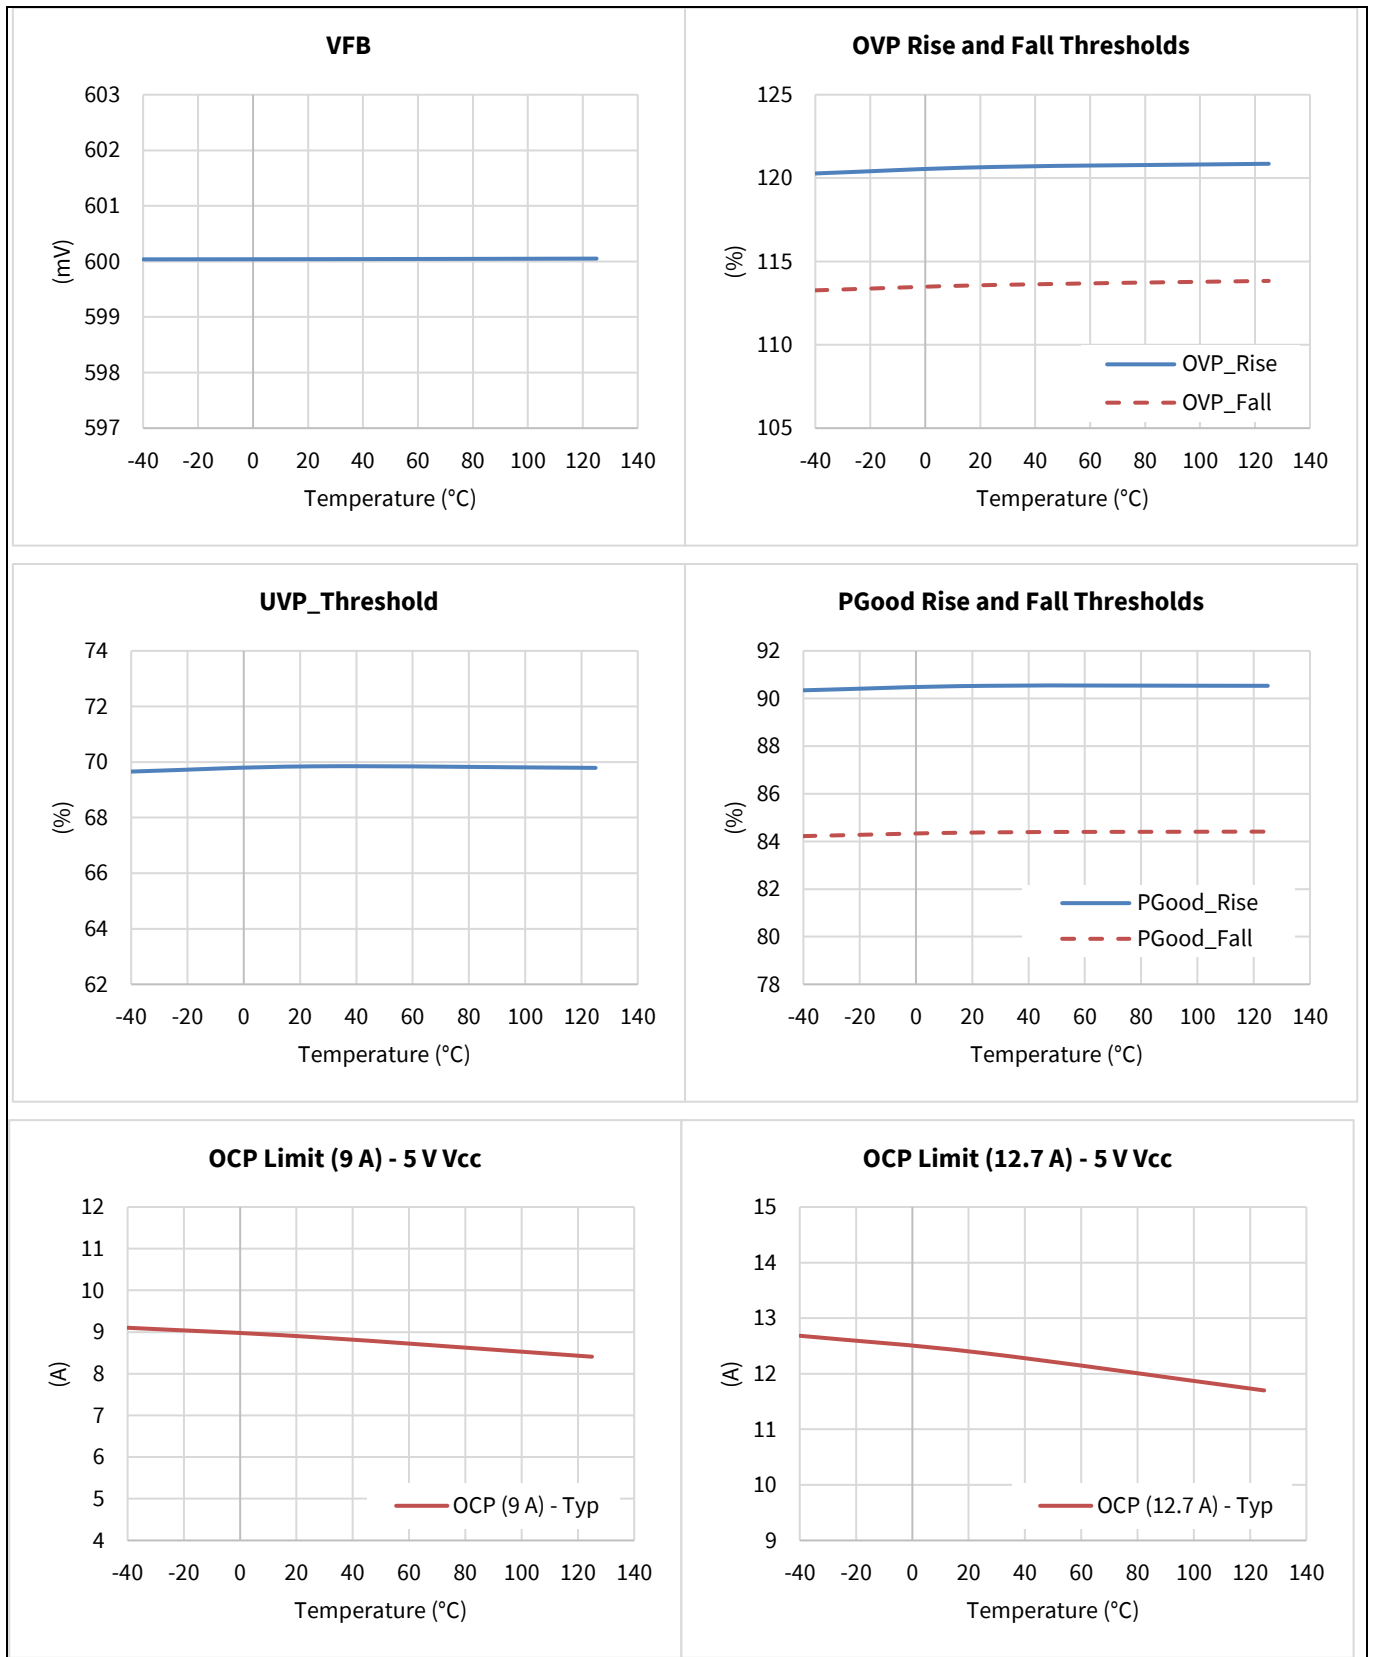 VFB
603
602
601
600
599
598
597
(mV)
-40 -20 0 20 40 60 80 100 120 140
Temperature (°C)
OVP Rise and Fall Thresholds
125
120
115
110
105
(%)
OVP_Rise
OVP_Fall
-40 -20 0 20 40 60 80 100 120 140
Temperature (°C)
UVP_Threshold
74
72
70
68
66
64
62
(%)
-40 -20 0 20 40 60 80 100 120 140
Temperature (°C)
PGood Rise and Fall Thresholds
92
90
88
86
84
82
80
78
(%)
PGood_Rise
PGood_Fall
-40 -20 0 20 40 60 80 100 120 140
Temperature (°C)
OCP Limit (9 A) - 5 V Vcc
12
11
10
9
8
7
6
5
4
(A)
OCP (9 A) - Typ
-40 -20 0 20 40 60 80 100 120 140
Temperature (°C)
OCP Limit (12.7 A) - 5 V Vcc
15
14
13
12
11
10
9
(A)
OCP (12.7 A) - Typ
-40 -20 0 20 40 60 80 100 120 140
Temperature (°C)